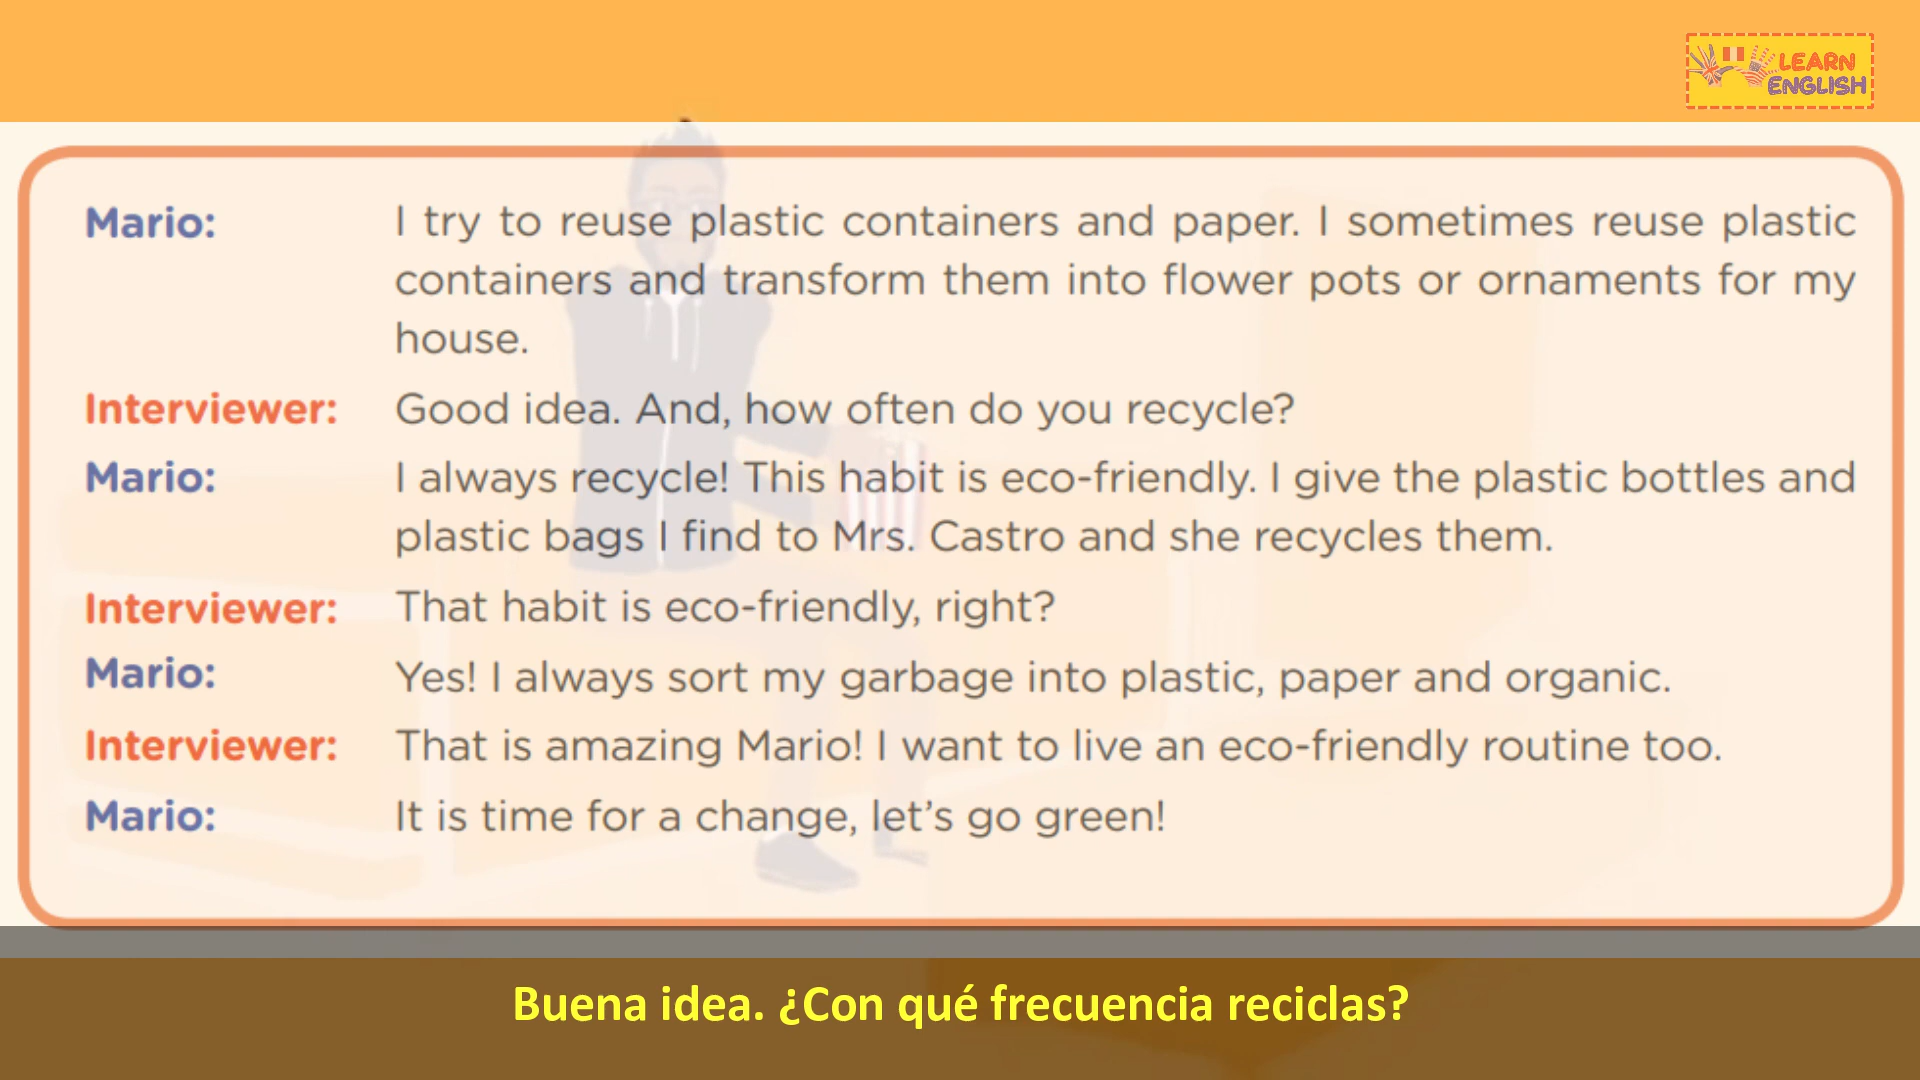 LEARN
ENGLISH
Mario: I try to reuse plastic containers and paper. I sometimes reuse plastic
containers and transform them into flower pots or ornaments for my
house.
Interviewer: Good idea. And, how often do you recycle?
Mario: I always recycle! This habit is eco-friendly. I give the plastic bottles and
plastic bags I find to Mrs. Castro and she recycles them.
Interviewer: That habit is eco-friendly, right?
Mario: Yes! I always sort my garbage into plastic, paper and organic.
Interviewer: That is amazing Mario! I want to live an eco-friendly routine too.
Mario: It is time for a change, let’s go green!
Buena idea. ¿Con qué frecuencia reciclas?